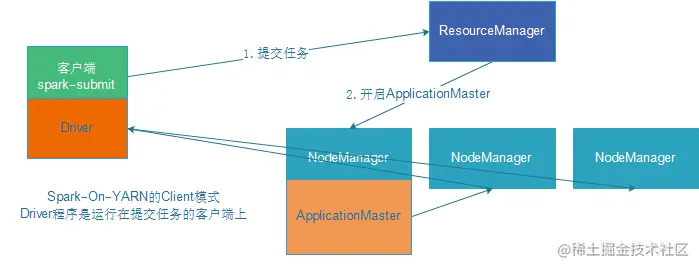 客户端
spark-submit
Driver
1. 提交任务
ResourceManager
2. 开启ApplicationMaster
NodeManager
ApplicationMaster
NodeManager
NodeManager
Spark-On-YARN的Client模式
Driver程序是运行在提交任务的客户端上
@稀土掘金技术社区